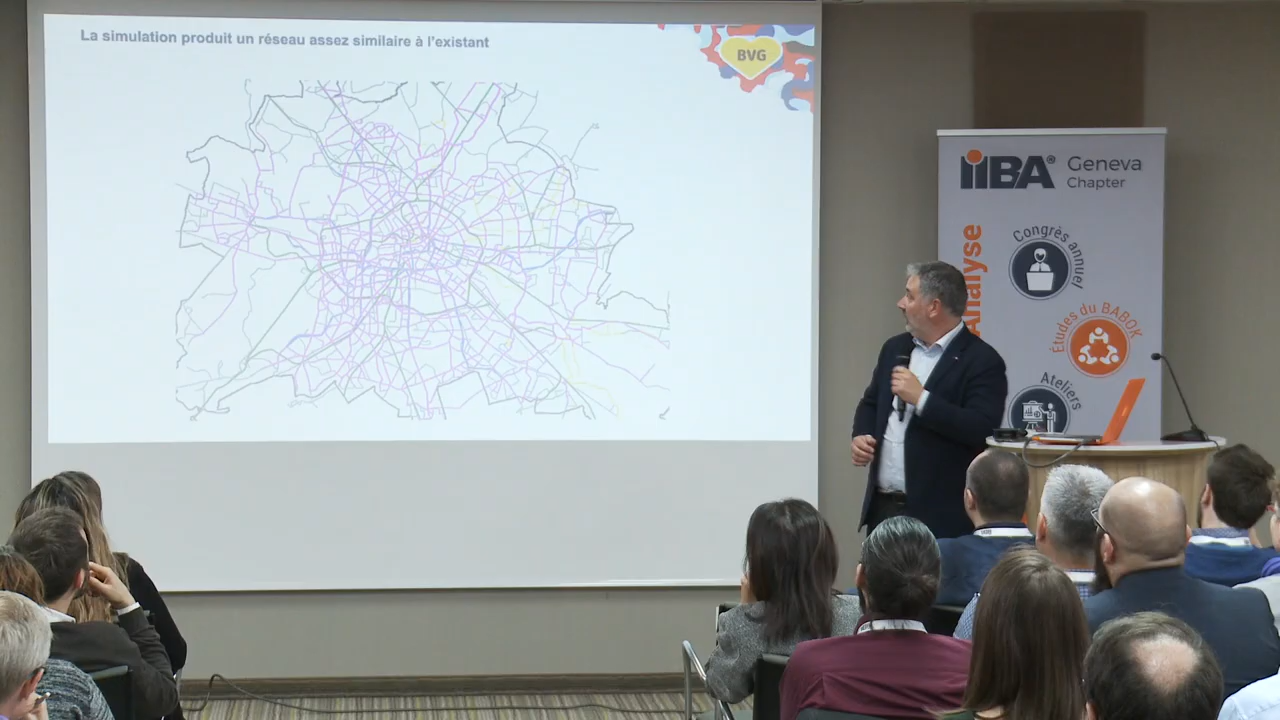 La simulation produit un réseau assez similaire à l'existant
BVG
iiBA® Geneva
Chapter
Analyse
Congrès annuel
Études du BABOK
Ateliers